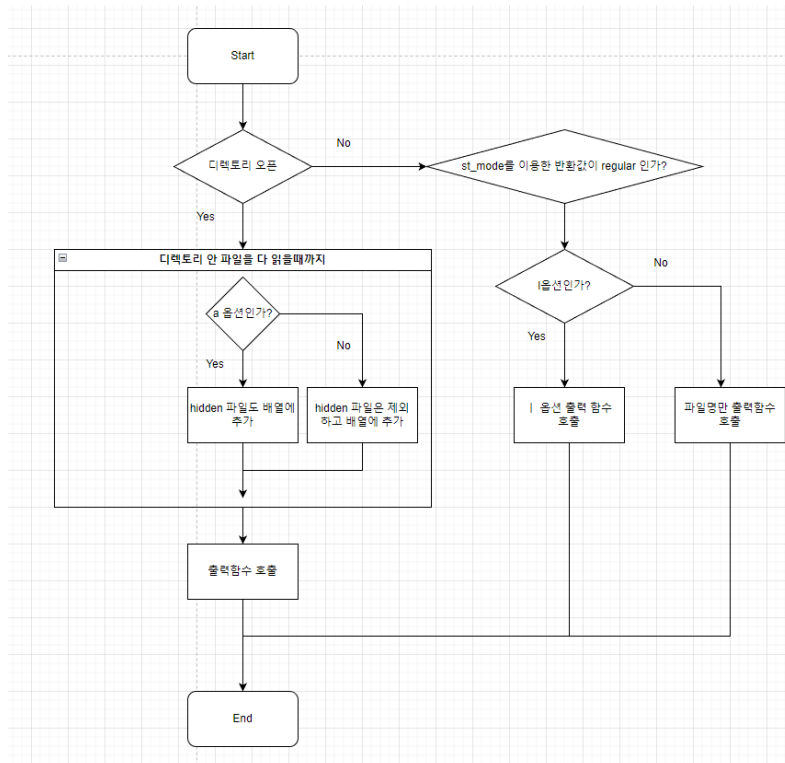 Start
디렉토리 오픈
No
st_mode를 이용한 반환값이 regular 인가?
Yes
디렉토리 안 파일을 다 읽을때까지
a 옵션인가?
Yes
No
hidden 파일도 배열에
추가
hidden 파일은 제외
하고 배열에 추가
l옵션인가?
No
Yes
ㅣ 옵션 출력 함수
호출
파일명만 출력함수
호출
출력함수 호출
End